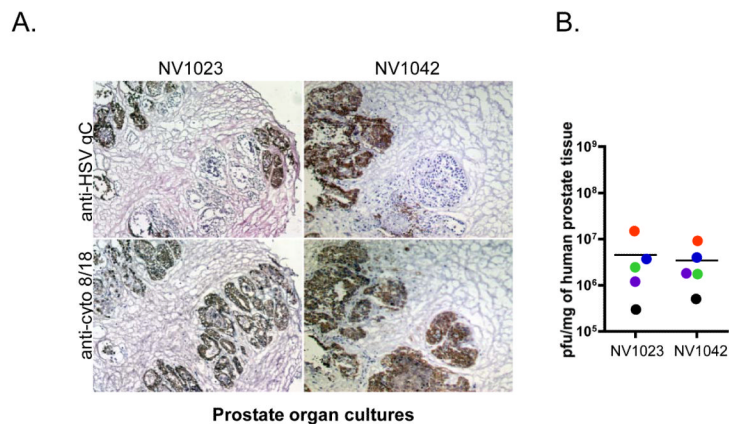 A.
NV1023
NV1042
anti-HSV gC
anti-cyto 8/18
Prostate organ cultures
B.
pfu/mg of human prostate tissue
10⁹
10⁸
10⁷
10⁶
10⁵
NV1023
NV1042